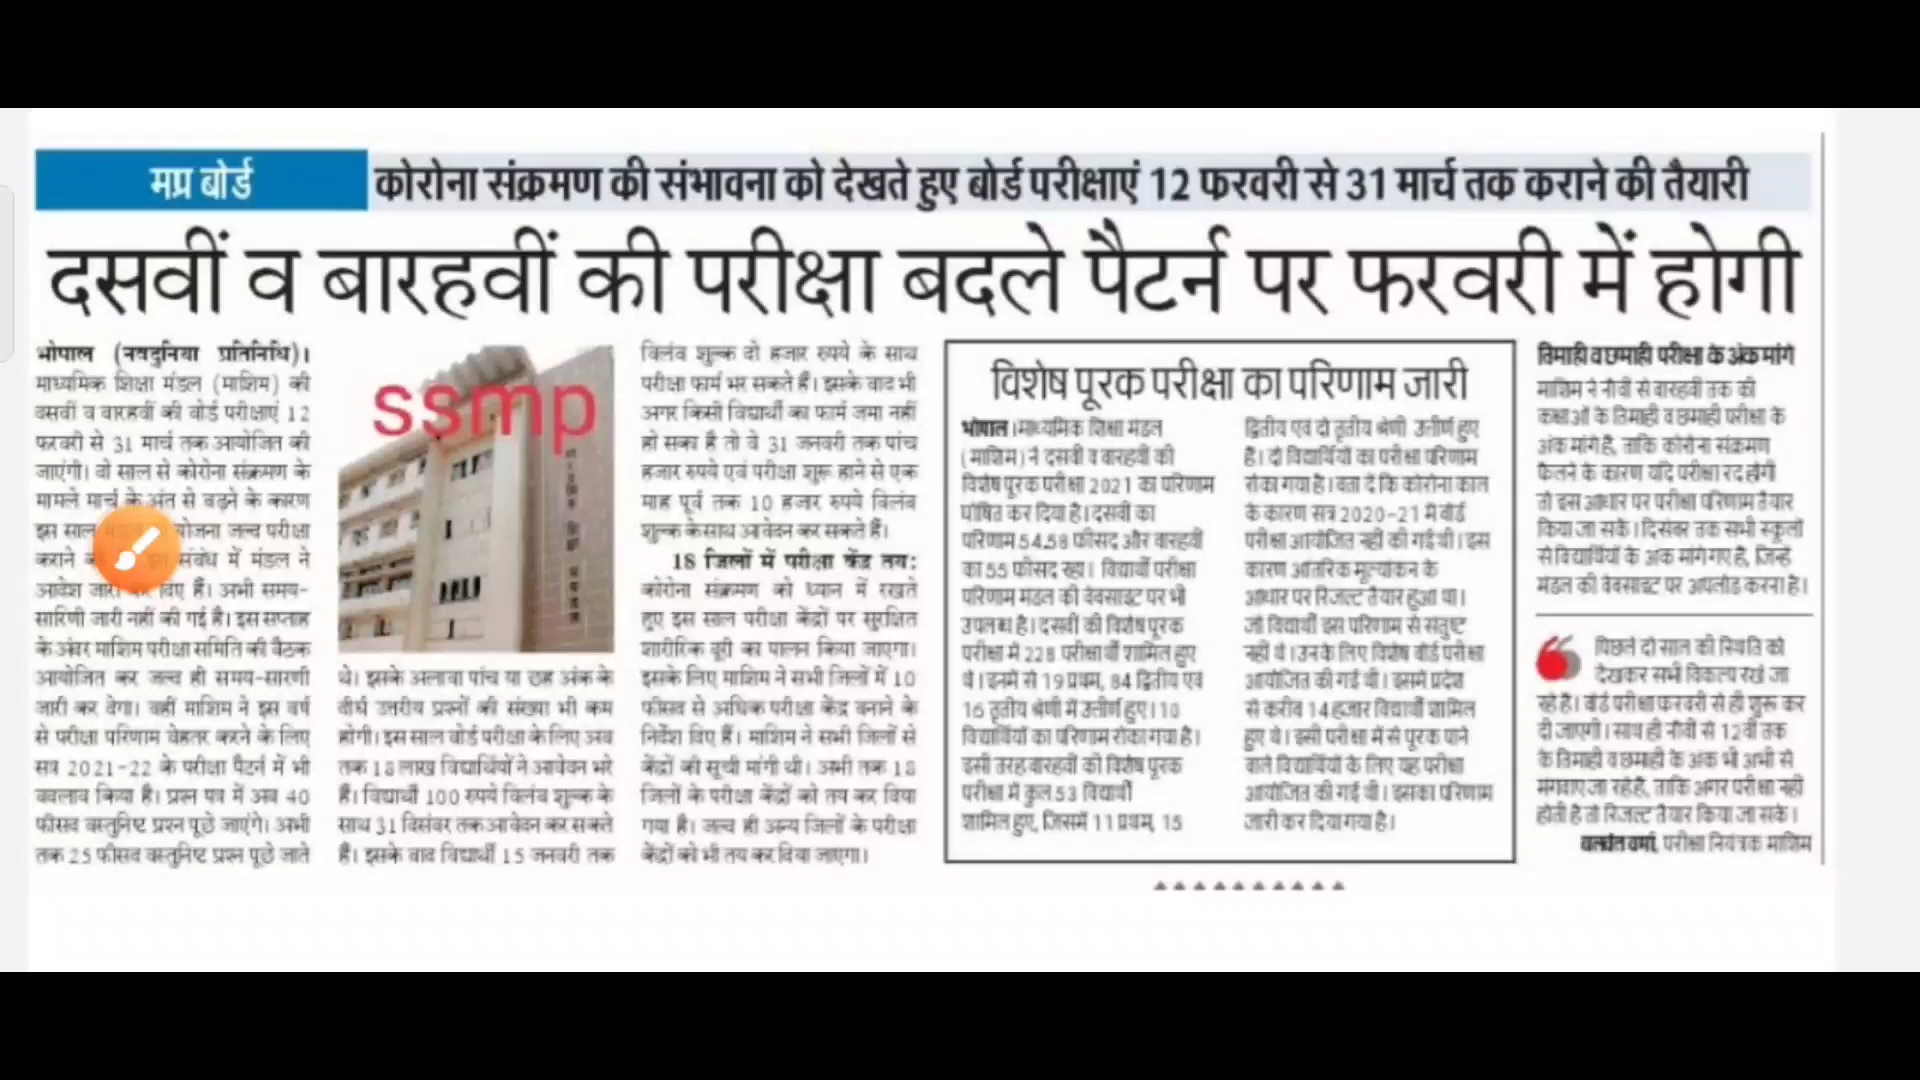 मप्र बोर्ड
कोरोना संक्रमण की संभावना को देखते हुए बोर्ड परीक्षाएं 12 फरवरी से 31 मार्च तक कराने की तैयारी
दसवीं व बारहवीं की परीक्षा बदले पैटर्न पर फरवरी में होगी
भोपाल (नवदुनिया प्रतिनिधि)।
माध्यमिक शिक्षा मंडल (माशिम) की
दसवीं व बारहवीं की बोर्ड परीक्षाएं 12
फरवरी से 31 मार्च तक आयोजित की
जाएंगी। दो साल से कोरोना संक्रमण के
मामले मार्च के अंत से बढ़ने के कारण
इस साल योजना जल्द परीक्षा
कराने संबंध में मंडल ने
आदेश जारी कर दिए हैं। अभी समय-
सारिणी जारी नहीं की गई है। इस सप्ताह
के अंदर माशिम परीक्षा समिति की बैठक
आयोजित कर जल्द ही समय-सारणी
जारी कर देगा। वहीं माशिम ने इस वर्ष
से परीक्षा परिणाम बेहतर करने के लिए
सत्र 2021-22 के परीक्षा पैटर्न में भी
बदलाव किया है। प्रश्न पत्र में अब 40
फीसद वस्तुनिष्ट प्रश्न पूछे जाएंगे। अभी
तक 25 फीसद वस्तुनिष्ट प्रश्न पूछे जाते
ssmp
थे। इसके अलावा पांच या छह अंक के
दीर्घ उत्तरीय प्रश्नों की संख्या भी कम
होगी। इस साल बोर्ड परीक्षा के लिए अब
तक 18 लाख विद्यार्थियों ने आवेदन भरे
हैं। विद्यार्थी 100 रुपये विलंब शुल्क के
साथ 31 दिसंबर तक आवेदन कर सकते
हैं। इसके बाद विद्यार्थी 15 जनवरी तक
विलंब शुल्क दो हजार रुपये के साथ
परीक्षा फार्म भर सकते हैं। इसके बाद भी
अगर किसी विद्यार्थी का फार्म जमा नहीं
हो सका है तो वे 31 जनवरी तक पांच
हजार रुपये एवं परीक्षा शुरू होने से एक
माह पूर्व तक 10 हजार रुपये विलंब
शुल्क के साथ आवेदन कर सकते हैं।
18 जिलों में परीक्षा केंद्र तय:
कोरोना संक्रमण को ध्यान में रखते
हुए इस साल परीक्षा केंद्रों पर सुरक्षित
शारीरिक दूरी का पालन किया जाएगा।
इसके लिए माशिम ने सभी जिलों में 10
फीसद से अधिक परीक्षा केंद्र बनाने के
निर्देश दिए हैं। माशिम ने सभी जिलों से
केंद्रों की सूची मांगी थी। अभी तक 18
जिलों के परीक्षा केंद्रों को तय कर दिया
गया है। जल्द ही अन्य जिलों के परीक्षा
केंद्रों को भी तय कर दिया जाएगा।
विशेष पूरक परीक्षा का परिणाम जारी
भोपाल। माध्यमिक शिक्षा मंडल
(माशिम) ने दसवीं व बारहवीं की
विशेष पूरक परीक्षा 2021 का परिणाम
घोषित कर दिया है। दसवीं का
परिणाम 54.58 फीसद और बारहवीं
का 55 फीसद रहा। विद्यार्थी परीक्षा
परिणाम मंडल की वेबसाइट पर भी
उपलब्ध है। दसवीं की विशेष पूरक
परीक्षा में 228 परीक्षार्थी शामिल हुए
थे। इनमें से 19 प्रथम, 84 द्वितीय एवं
16 तृतीय श्रेणी में उत्तीर्ण हुए। 10
विद्यार्थियों का परिणाम रोका गया है।
इसी तरह बारहवीं की विशेष पूरक
परीक्षा में कुल 53 विद्यार्थी
शामिल हुए, जिसमें 11 प्रथम, 15
द्वितीय एवं दो तृतीय श्रेणी उत्तीर्ण हुए
हैं। दो विद्यार्थियों का परीक्षा परिणाम
रोका गया है। बता दें कि कोरोना काल
के कारण सत्र 2020-21 में बोर्ड
परीक्षा आयोजित नहीं की गई थी। इस
कारण आंतरिक मूल्यांकन के
आधार पर रिजल्ट तैयार हुआ था।
जो विद्यार्थी इस परिणाम से संतुष्ट
नहीं थे। उनके लिए विशेष बोर्ड परीक्षा
आयोजित की गई थी। इसमें प्रदेश
से करीब 14 हजार विद्यार्थी शामिल
हुए थे। इसी परीक्षा में से पूरक पाने
वाले विद्यार्थियों के लिए यह परीक्षा
आयोजित की गई थी। इसका परिणाम
जारी कर दिया गया है।
तिमाही व छमाही परीक्षा के अंक मांगे
माशिम ने नौवीं से बारहवीं तक की
कक्षाओं के तिमाही व छमाही परीक्षा के
अंक मांगे हैं, ताकि कोरोना संक्रमण
फैलने के कारण यदि परीक्षा रद होगी
तो इस आधार पर परीक्षा परिणाम तैयार
किया जा सके। दिसंबर तक सभी स्कूलों
से विद्यार्थियों के अंक मांगे गए हैं, जिन्हें
मंडल की वेबसाइट पर अपलोड करना है।
पिछले दो साल की स्थिति को
देखकर सभी विकल्प रखे जा
रहे हैं। बोर्ड परीक्षा फरवरी से ही शुरू कर
दी जाएगी। साथ ही नौवीं से 12वीं तक
के तिमाही व छमाही के अंक भी अभी से
मंगवाए जा रहे हैं, ताकि अगर परीक्षा नहीं
होती है तो रिजल्ट तैयार किया जा सके।
बलवंत वर्मा, परीक्षा नियंत्रक माशिम